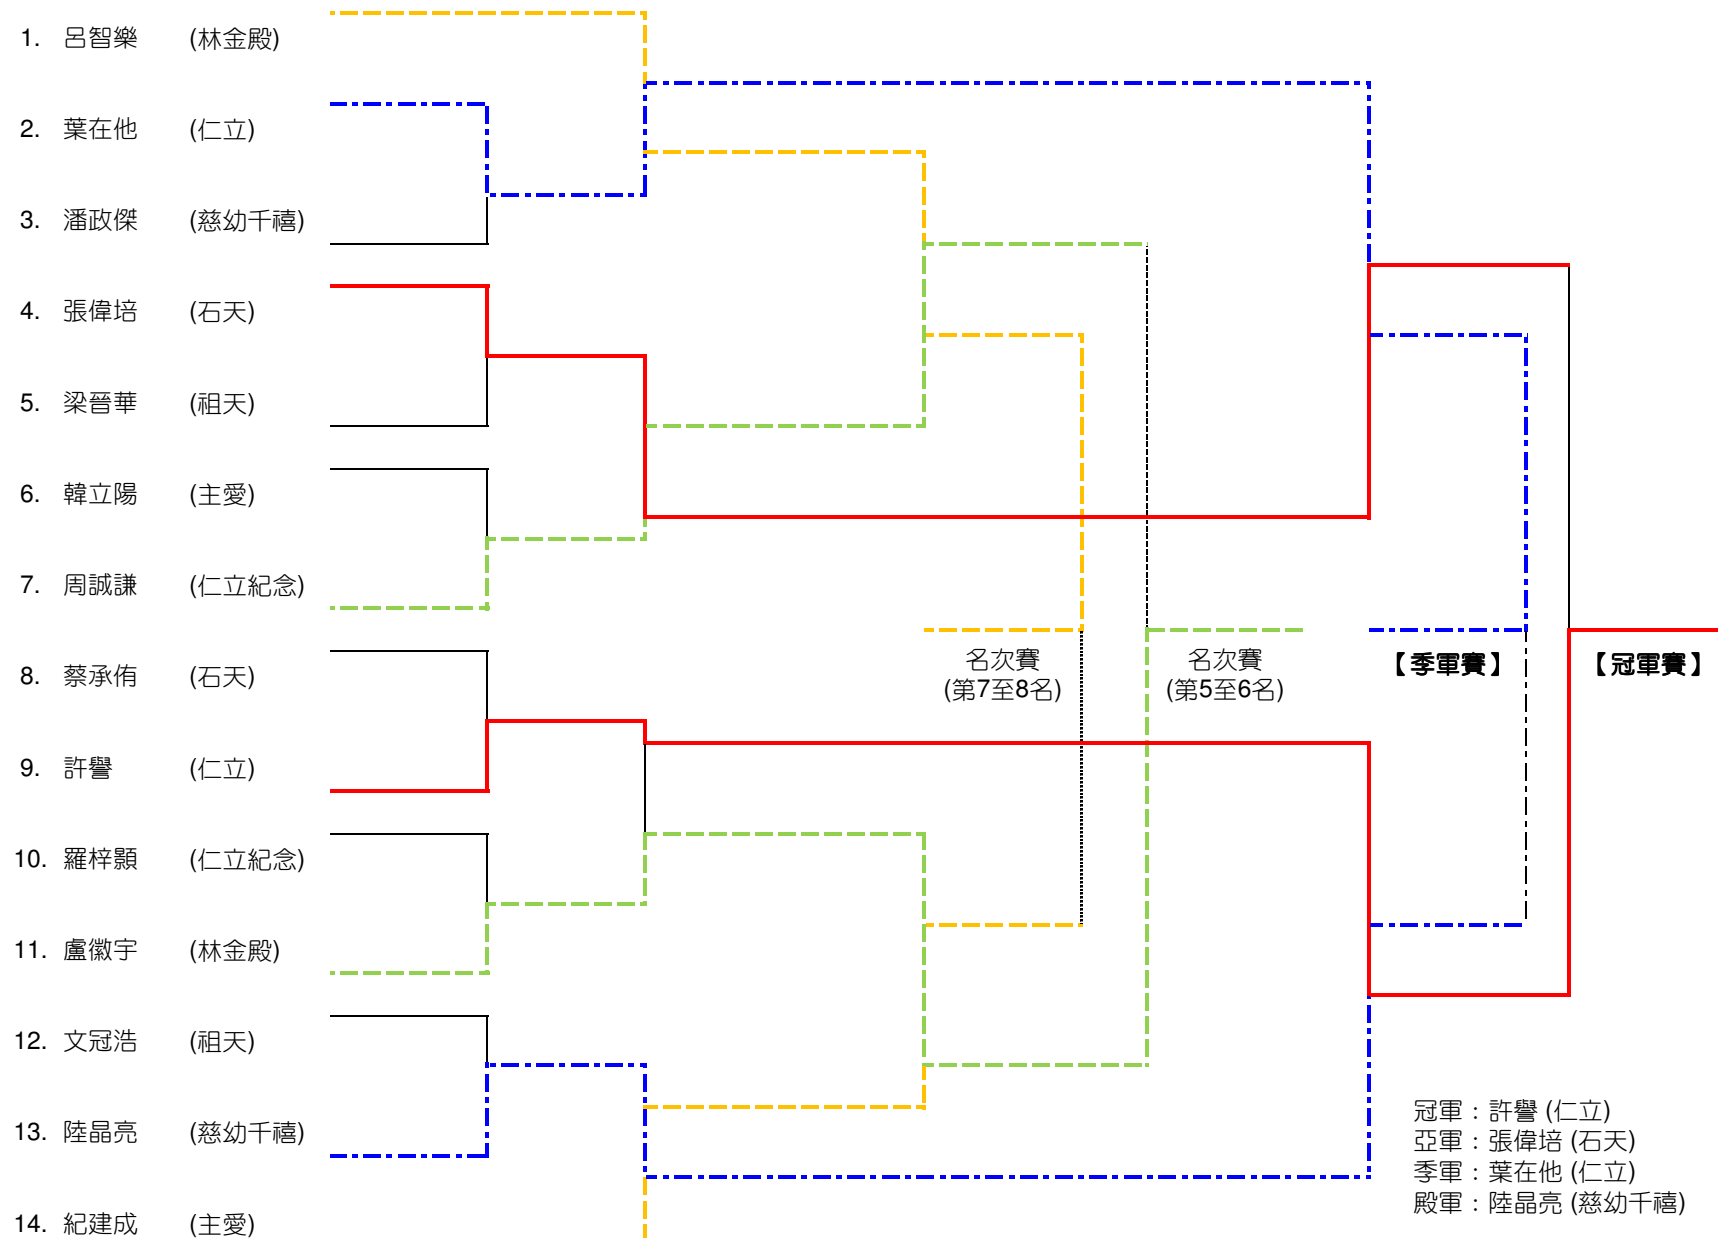 1. 呂智樂 (林金殿)
2. 葉在他 (仁立)
3. 潘政傑 (慈幼千禧)
4. 張偉培 (石天)
5. 梁晉華 (祖天)
6. 韓立陽 (主愛)
7. 周誠謙 (仁立紀念)
8. 蔡承侑 (石天)
9. 許譽 (仁立)
10. 羅梓顥 (仁立紀念)
11. 盧徽宇 (林金殿)
12. 文冠浩 (祖天)
13. 陸晶亮 (慈幼千禧)
14. 紀建成 (主愛)
名次賽
(第7至8名)
名次賽
(第5至6名)
【季軍賽】
【冠軍賽】
冠軍：許譽 (仁立)
亞軍：張偉培 (石天)
季軍：葉在他 (仁立)
殿軍：陸晶亮 (慈幼千禧)